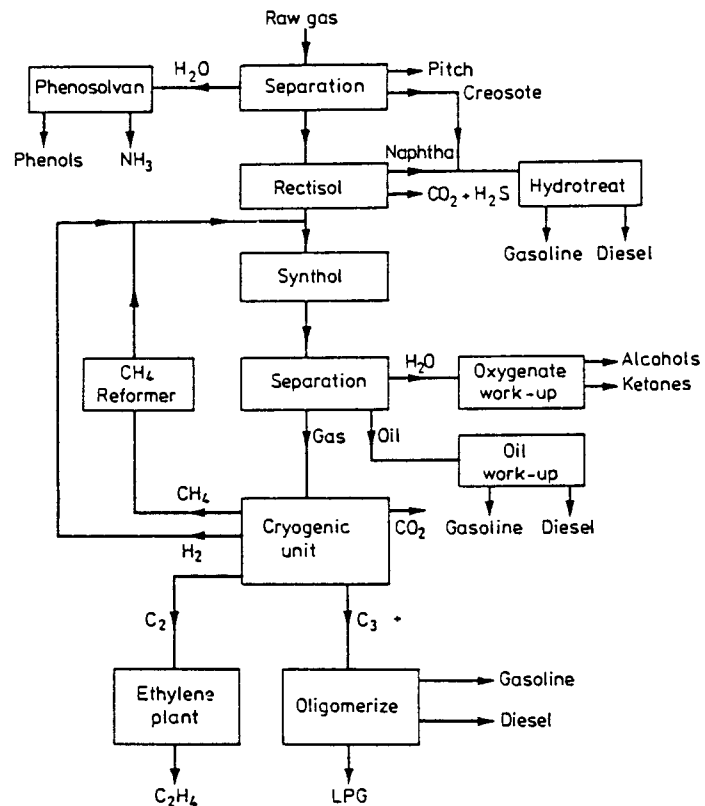 Raw gas
H₂O
Pitch
Phenosolvan
Separation
Creosote
Phenols
NH₃
Naphtha
Rectisol
CO₂ + H₂S
Hydrotreat
Gasoline
Diesel
Synthol
CH₄
Reformer
Separation
H₂O
Oxygenate
work-up
Alcohols
Ketones
Gas
Oil
Oil
work-up
CH₄
Cryogenic
unit
CO₂
Gasoline
Diesel
H₂
C₂
C₃ +
Ethylene
plant
Oligomerize
Gasoline
Diesel
C₂H₄
LPG